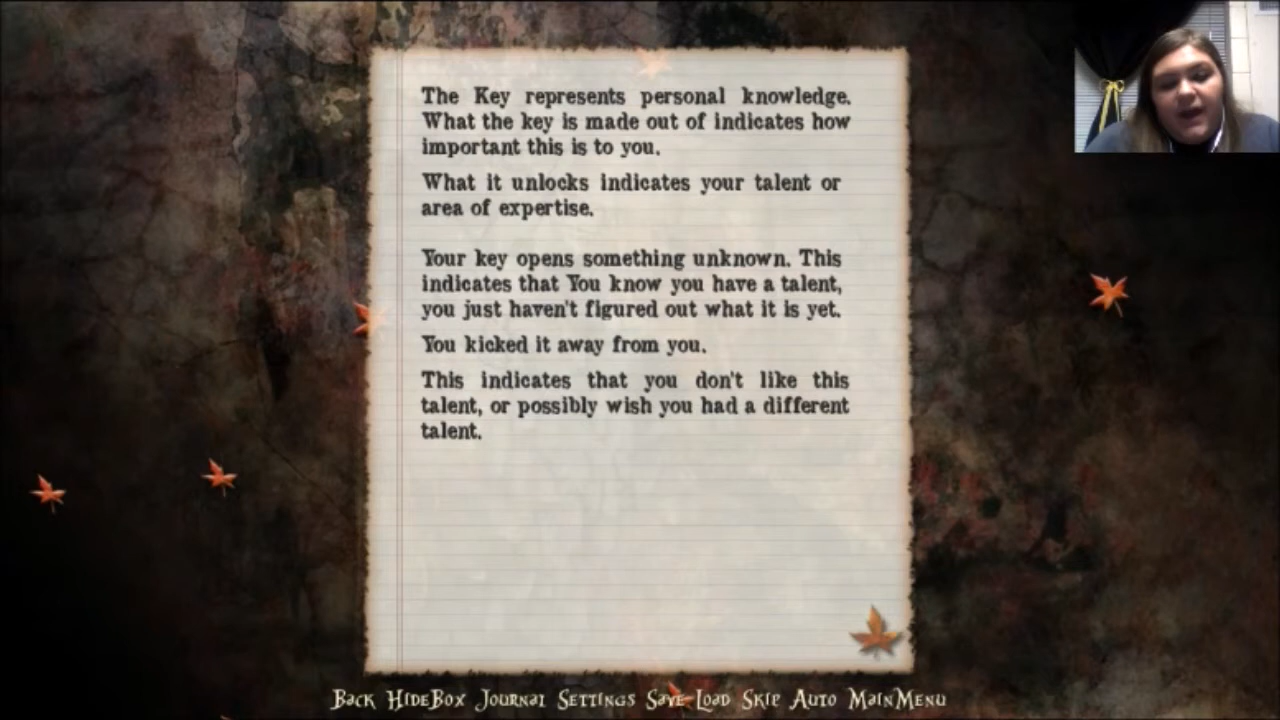 The Key represents personal knowledge.
What the key is made out of indicates how
important this is to you.
What it unlocks indicates your talent or
area of expertise.
Your key opens something unknown. This
indicates that You know you have a talent,
you just haven't figured out what it is yet.
You kicked it away from you.
This indicates that you don't like this
talent, or possibly wish you had a different
talent.
Back HideBox Journal Settings Save Load Skip Auto MainMenu